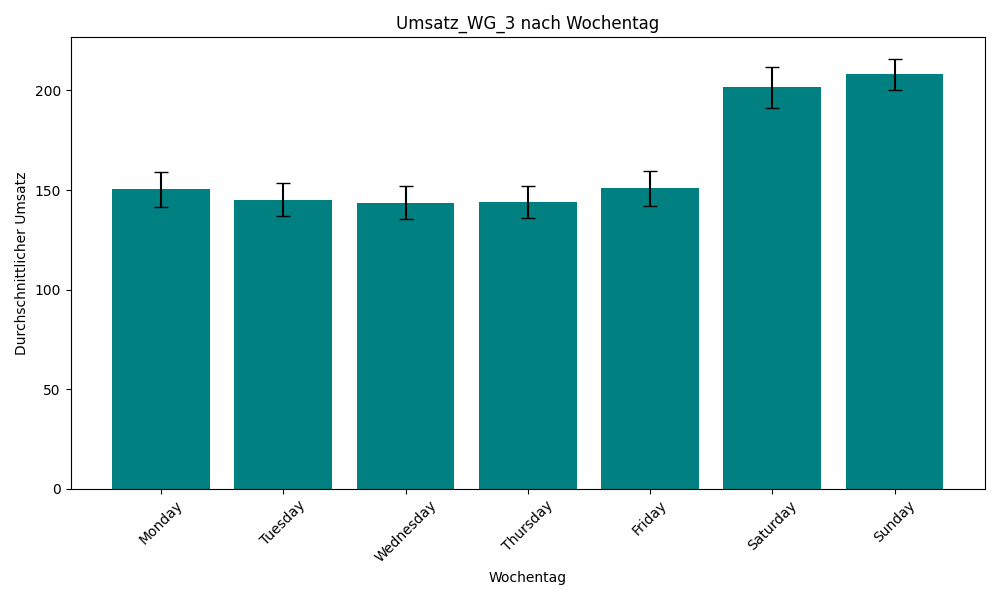 Umsatz_WG_3 nach Wochentag
Durchschnittlicher Umsatz
200
150
100
50
0
Monday
Tuesday
Wednesday
Thursday
Friday
Saturday
Sunday
Wochentag